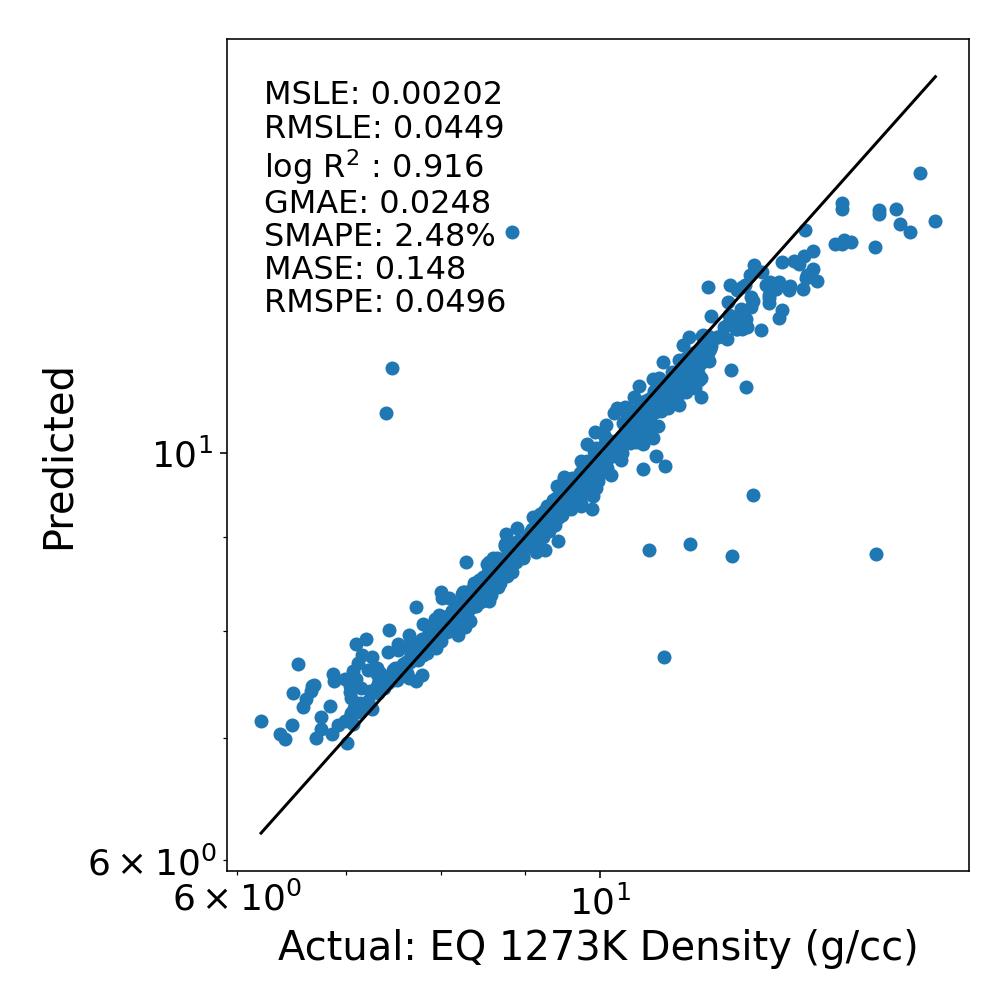 MSLE: 0.00202
RMSLE: 0.0449
log R² : 0.916
GMAE: 0.0248
SMAPE: 2.48%
MASE: 0.148
RMSPE: 0.0496
Predicted
10¹
6 × 10⁰
6 × 10⁰
10¹
Actual: EQ 1273K Density (g/cc)